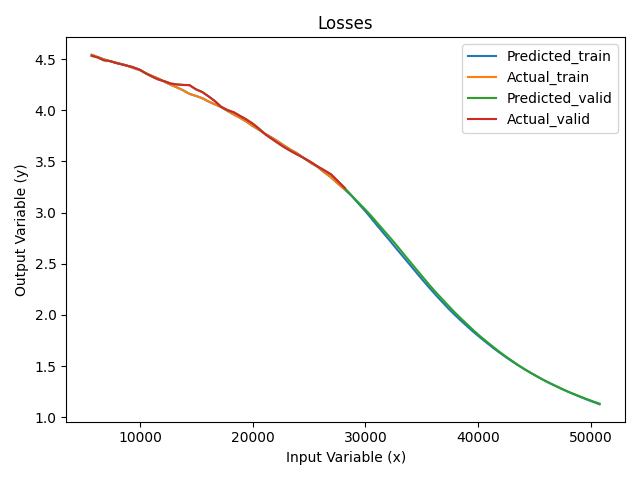 Losses
Predicted_train
Actual_train
Predicted_valid
Actual_valid
Output Variable (y)
4.5
4.0
3.5
3.0
2.5
2.0
1.5
1.0
10000 20000 30000 40000 50000
Input Variable (x)